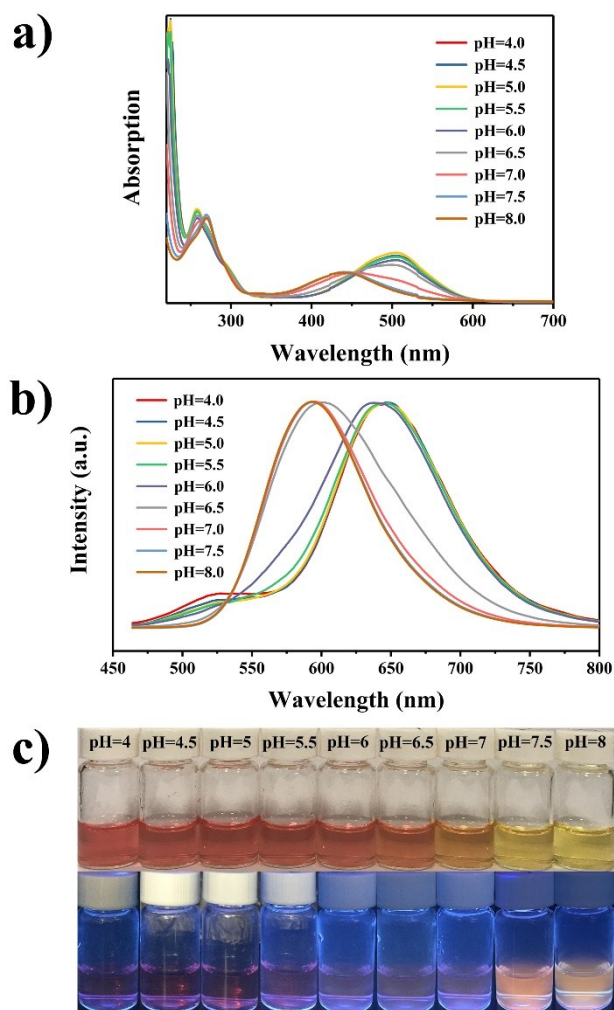 a)
Absorption
pH=4.0
pH=4.5
pH=5.0
pH=5.5
pH=6.0
pH=6.5
pH=7.0
pH=7.5
pH=8.0
300 400 500 600 700
Wavelength (nm)
b)
Intensity (a.u.)
pH=4.0
pH=4.5
pH=5.0
pH=5.5
pH=6.0
pH=6.5
pH=7.0
pH=7.5
pH=8.0
450 500 550 600 650 700 750 800
Wavelength (nm)
c)
pH=4 pH=4.5 pH=5 pH=5.5 pH=6 pH=6.5 pH=7 pH=7.5 pH=8